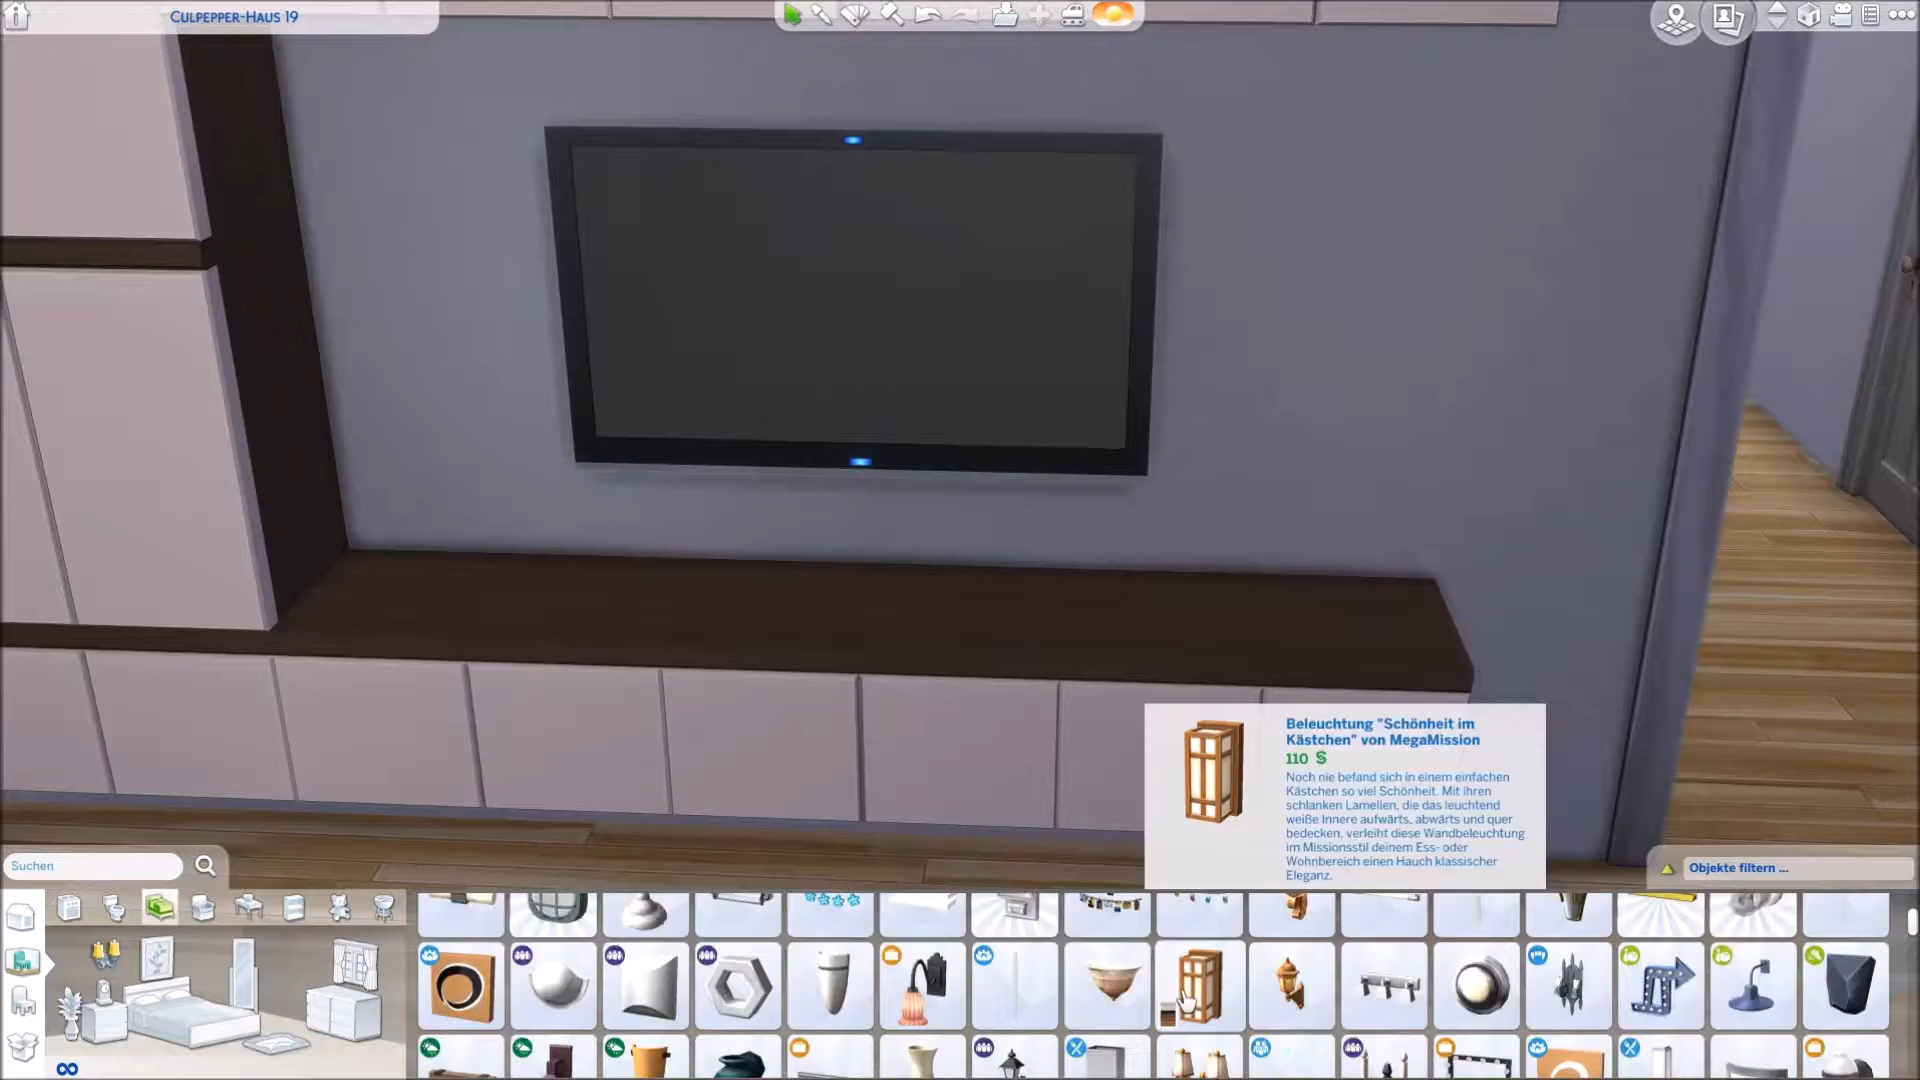 Culpepper-Haus 19
Beleuchtung "Schönheit im
Kästchen" von MegaMission
110 §
Noch nie befand sich in einem einfachen
Kästchen so viel Schönheit. Mit ihren
schlanken Lamellen, die das leuchtend
weiße Innere aufwärts, abwärts und quer
bedecken, verleiht diese Wandbeleuchtung
im Missionsstil deinem Ess- oder
Wohnbereich einen Hauch klassischer
Eleganz.
Suchen
Objekte filtern ...